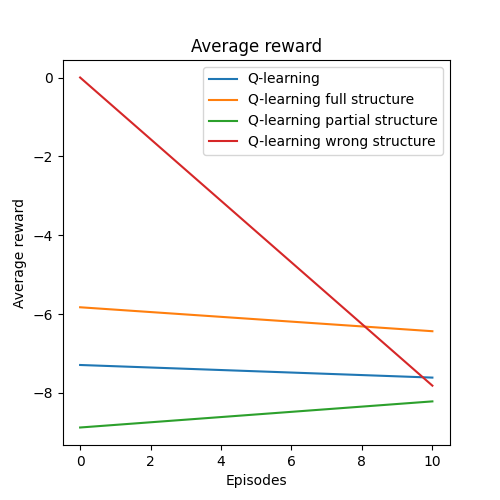 Average reward
Q-learning
Q-learning full structure
Q-learning partial structure
Q-learning wrong structure
0
−2
−4
−6
−8
Average reward
0 2 4 6 8 10
Episodes